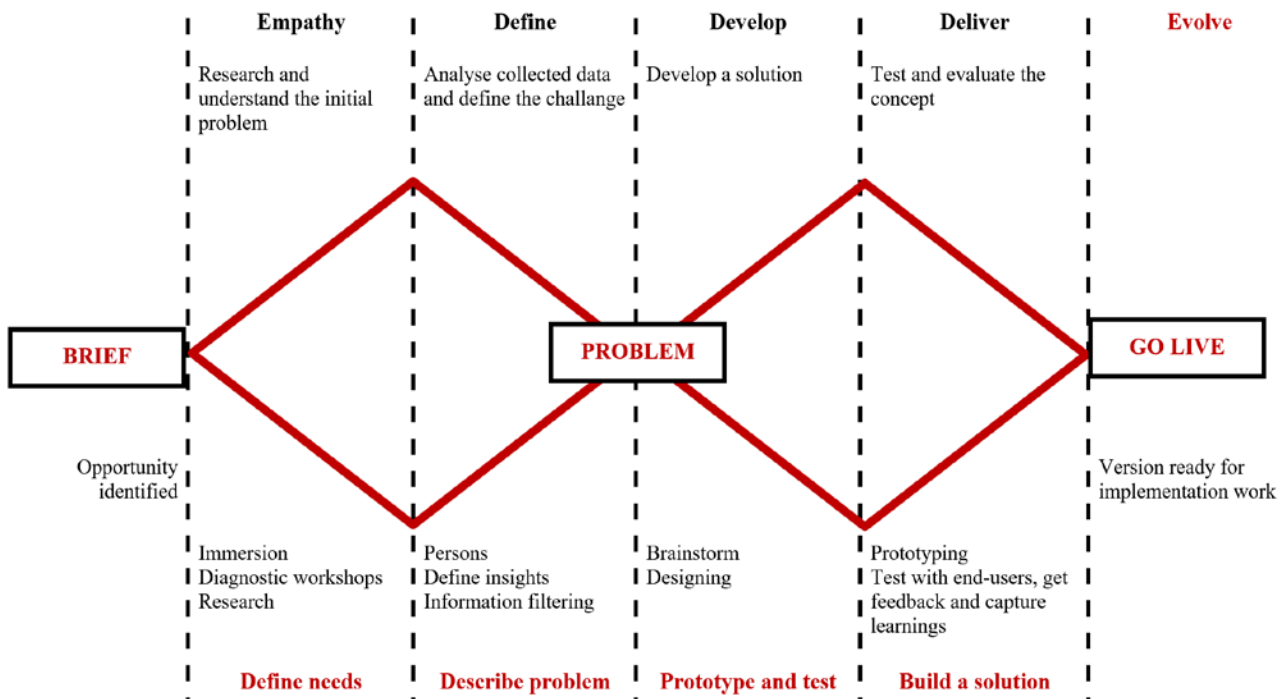 Empathy
Define
Develop
Deliver
Evolve
Research and
understand the initial
problem
Analyse collected data
and define the challange
Develop a solution
Test and evaluate the
concept
BRIEF
PROBLEM
GO LIVE
Opportunity
identified
Version ready for
implementation work
Immersion
Diagnostic workshops
Research
Persons
Define insights
Information filtering
Brainstorm
Designing
Prototyping
Test with end-users, get
feedback and capture
learnings
Define needs
Describe problem
Prototype and test
Build a solution